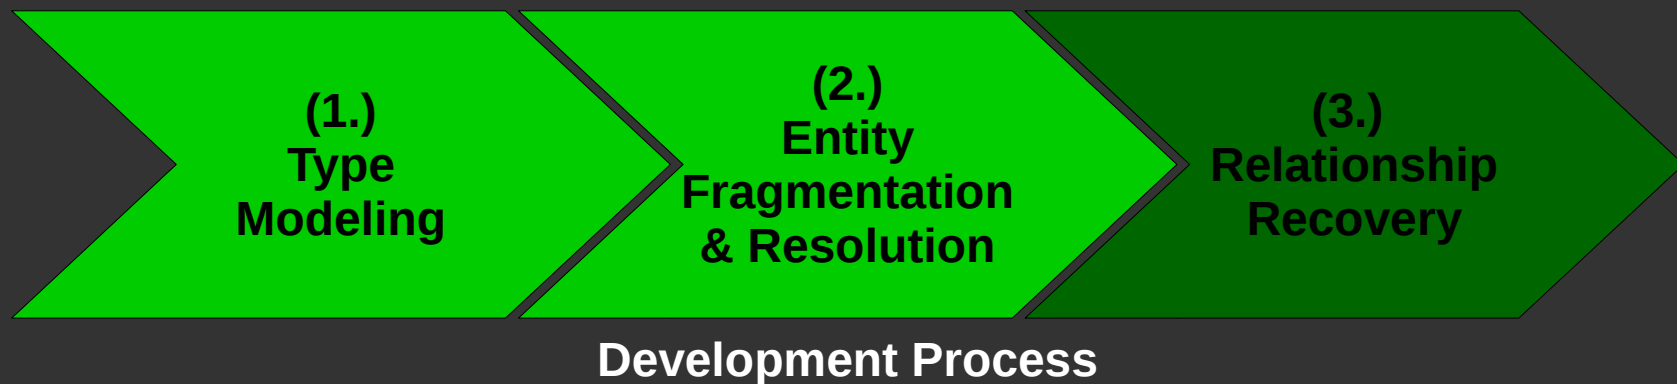 (1.)
Type
Modeling
(2.)
Entity
Fragmentation
& Resolution
(3.)
Relationship
Recovery
Development Process